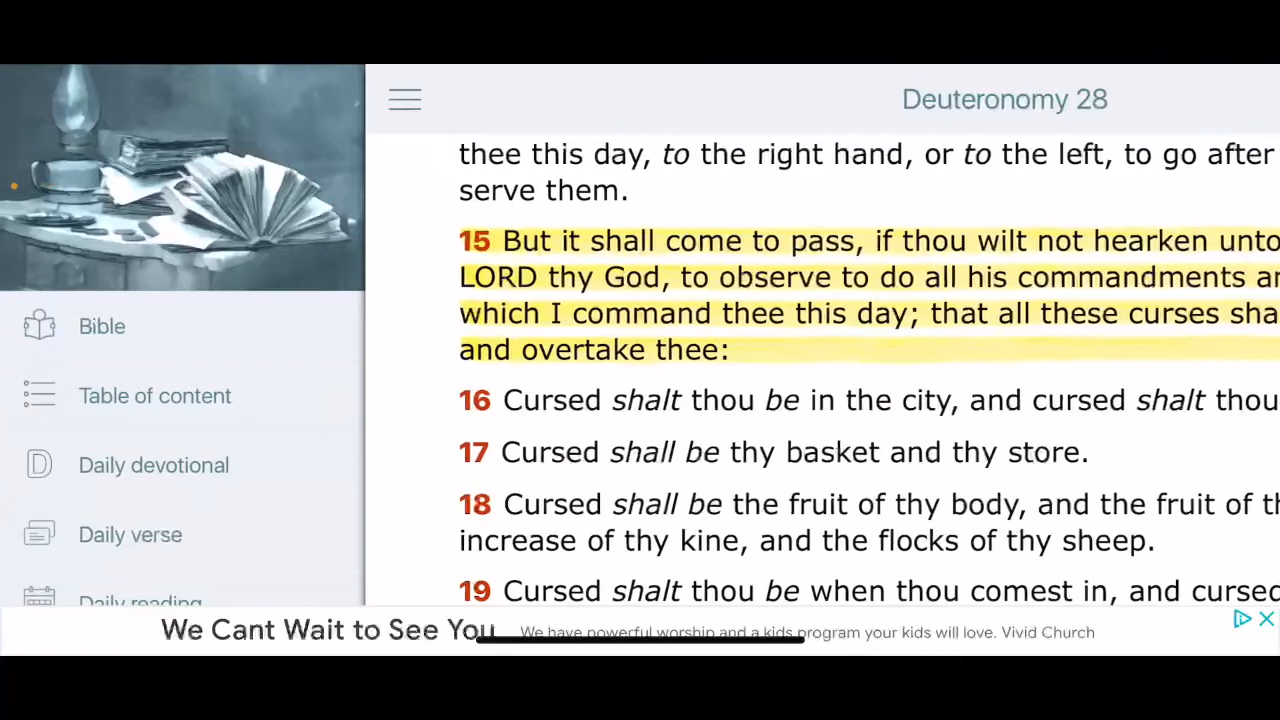 Deuteronomy 28
thee this day, to the right hand, or to the left, to go after
serve them.
15 But it shall come to pass, if thou wilt not hearken unto
LORD thy God, to observe to do all his commandments
which I command thee this day; that all these curses
and overtake thee:
16 Cursed shalt thou be in the city, and cursed shalt thou
17 Cursed shall be thy basket and thy store.
18 Cursed shall be the fruit of thy body, and the fruit of
increase of thy kine, and the flocks of thy sheep.
19 Cursed shalt thou be when thou comest in, and cursed
Bible
Table of content
Daily devotional
Daily verse
Daily reading
We Cant Wait to See You
We have powerful worship and a kids program your kids will love. Vivid Church